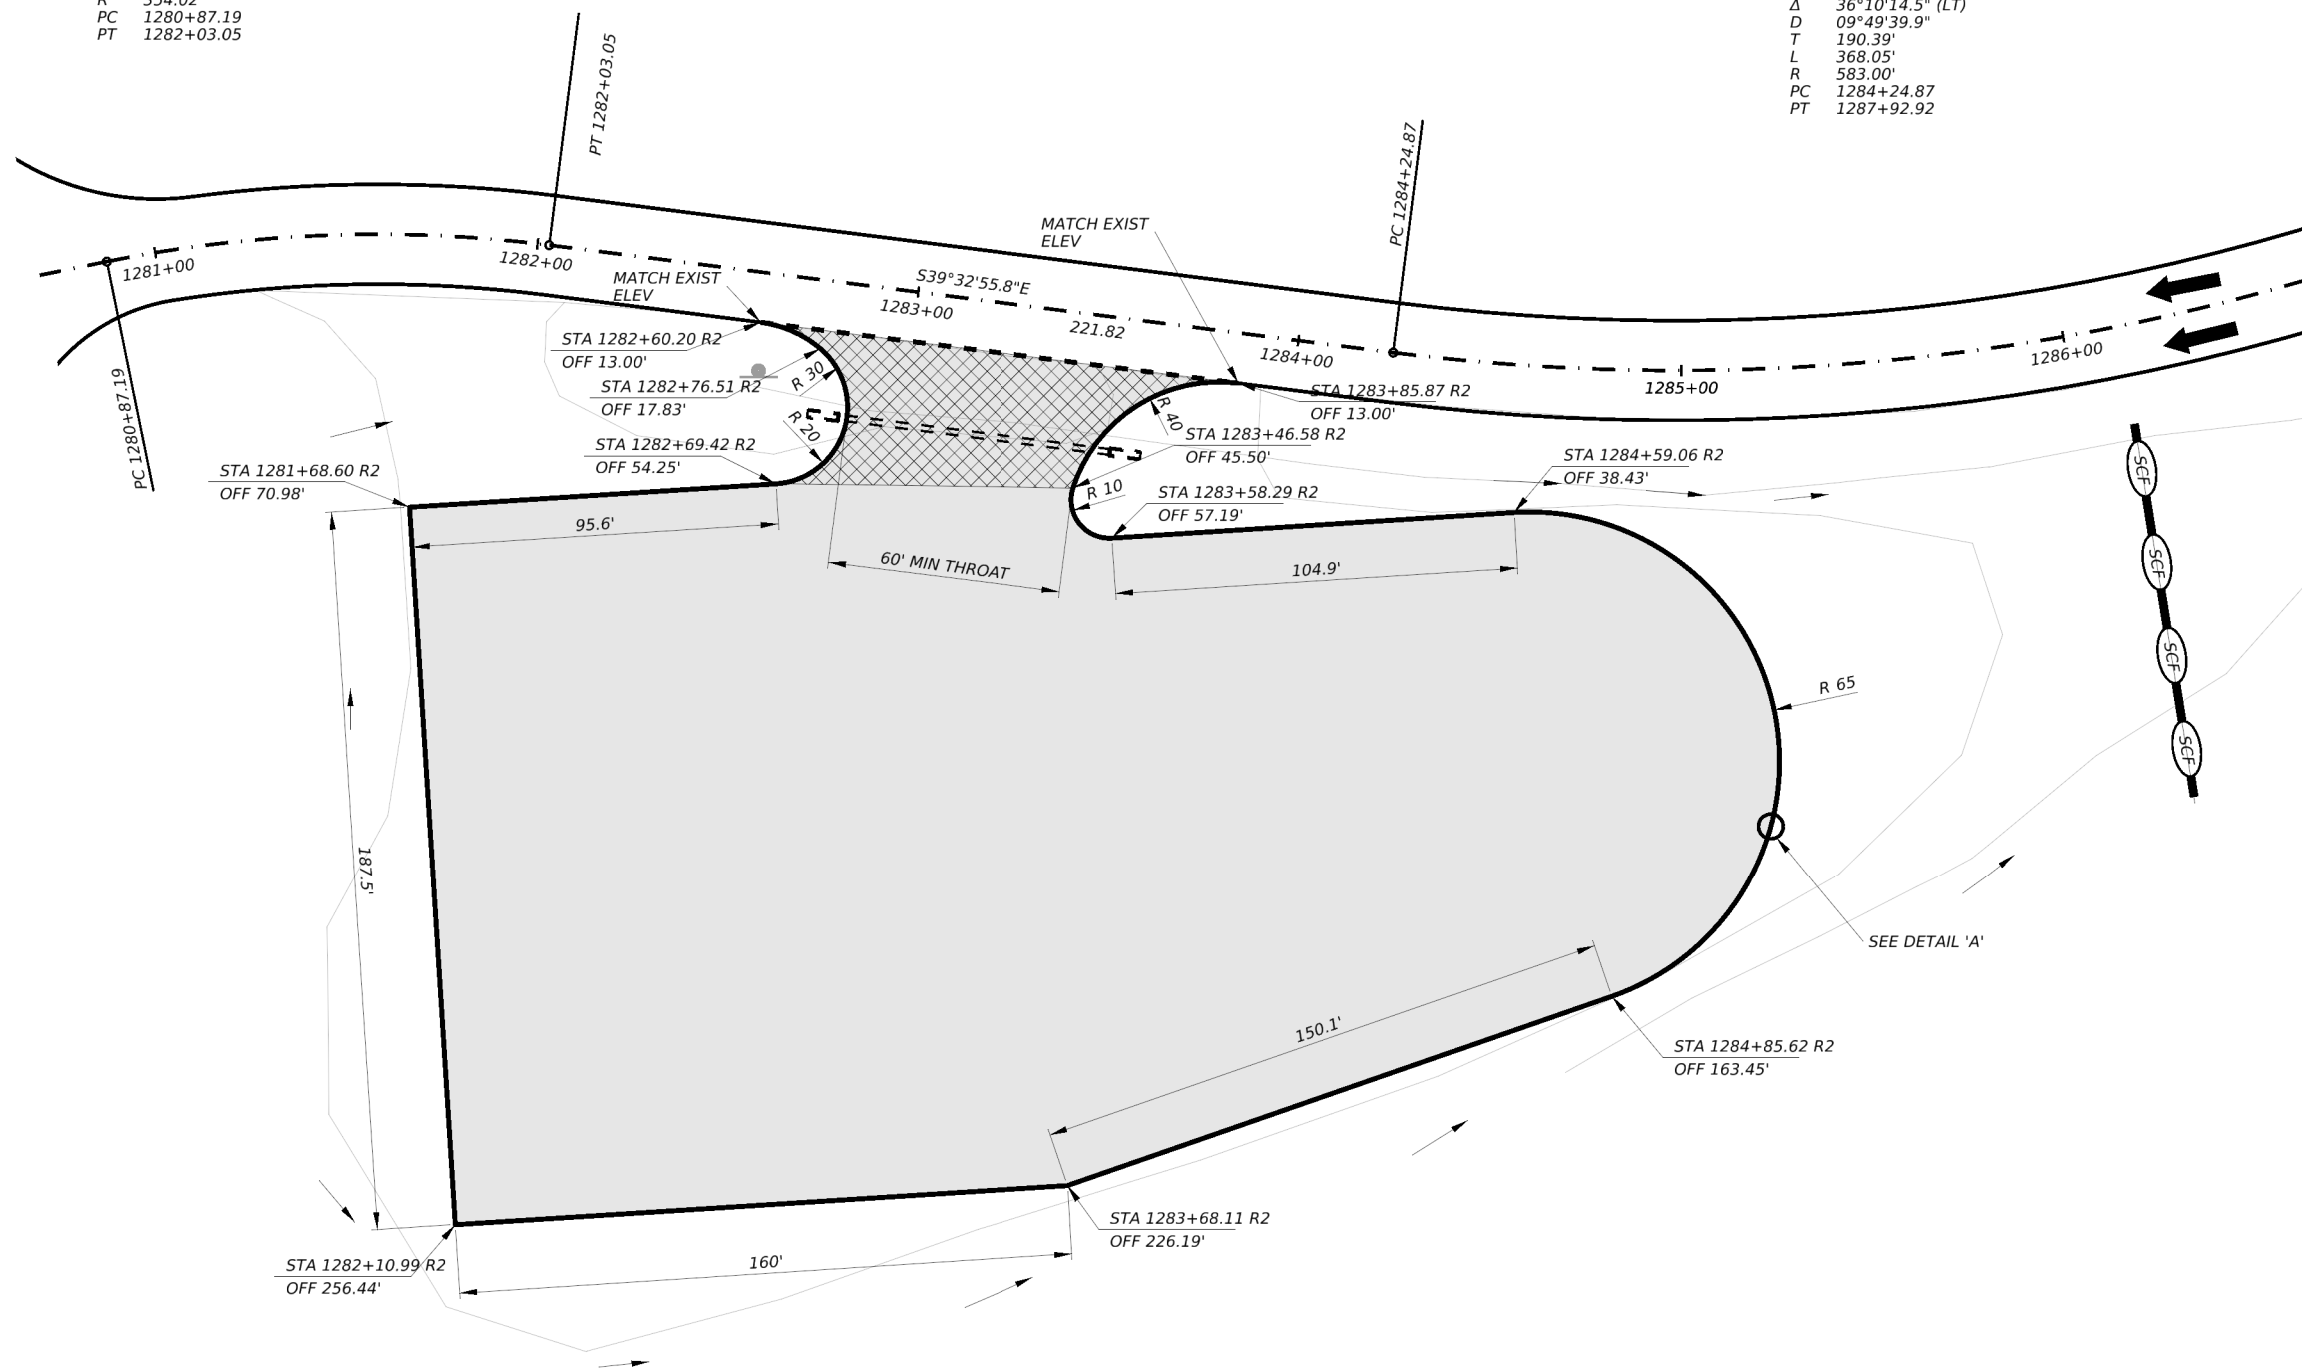 R 354.02'
PC 1280+87.19
PT 1282+03.05
Δ 36°10'14.5" (LT)
D 09°49'39.9"
T 190.39'
L 368.05'
R 583.00'
PC 1284+24.87
PT 1287+92.92
PT 1282+03.05
PC 1284+24.87
PC 1280+87.19
1281+00
1282+00
1283+00
1284+00
1285+00
1286+00
S39°32'55.8"E
221.82
MATCH EXIST
ELEV
MATCH EXIST
ELEV
STA 1282+60.20 R2
OFF 13.00'
STA 1282+76.51 R2
OFF 17.83'
R 30
R 20
STA 1282+69.42 R2
OFF 54.25'
STA 1281+68.60 R2
OFF 70.98'
STA 1283+85.87 R2
OFF 13.00'
R 40
STA 1283+46.58 R2
OFF 45.50'
R 10
STA 1283+58.29 R2
OFF 57.19'
STA 1284+59.06 R2
OFF 38.43'
SCF
SCF
SCF
SCF
95.6'
60' MIN THROAT
104.9'
R 65
187.5'
SEE DETAIL 'A'
150.1'
STA 1284+85.62 R2
OFF 163.45'
STA 1283+68.11 R2
OFF 226.19'
STA 1282+10.99 R2
OFF 256.44'
160'